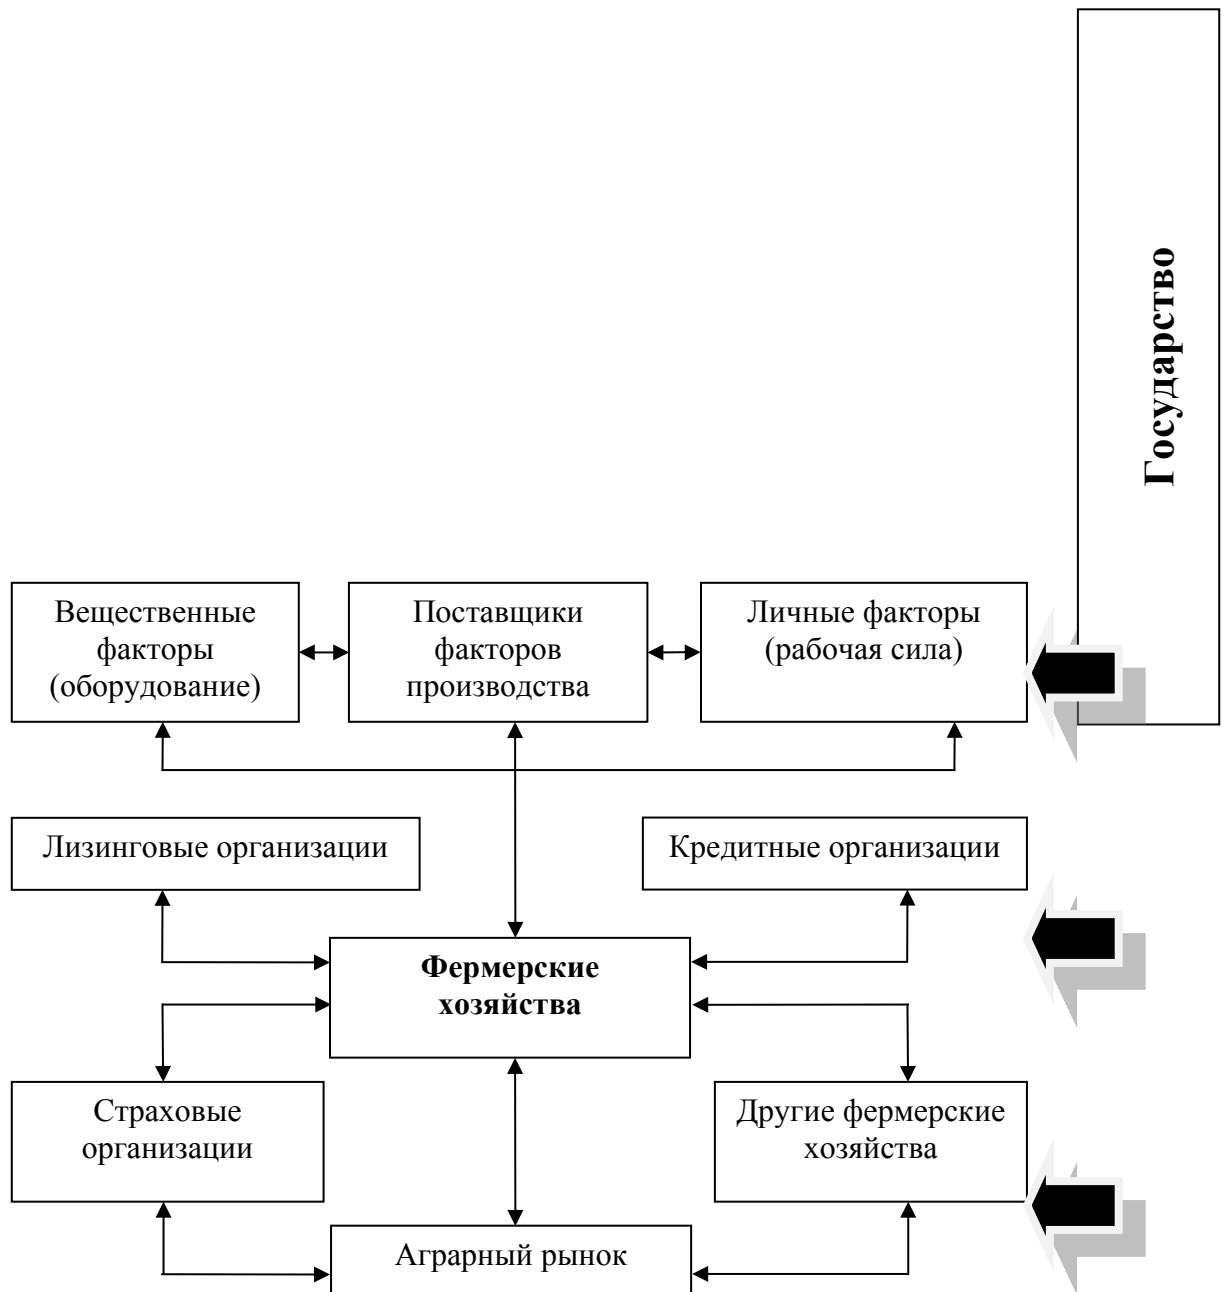 Государство
Вещественные
факторы
(оборудование)
Поставщики
факторов
производства
Личные факторы
(рабочая сила)
Лизинговые организации
Кредитные организации
Фермерские
хозяйства
Страховые
организации
Другие фермерские
хозяйства
Аграрный рынок